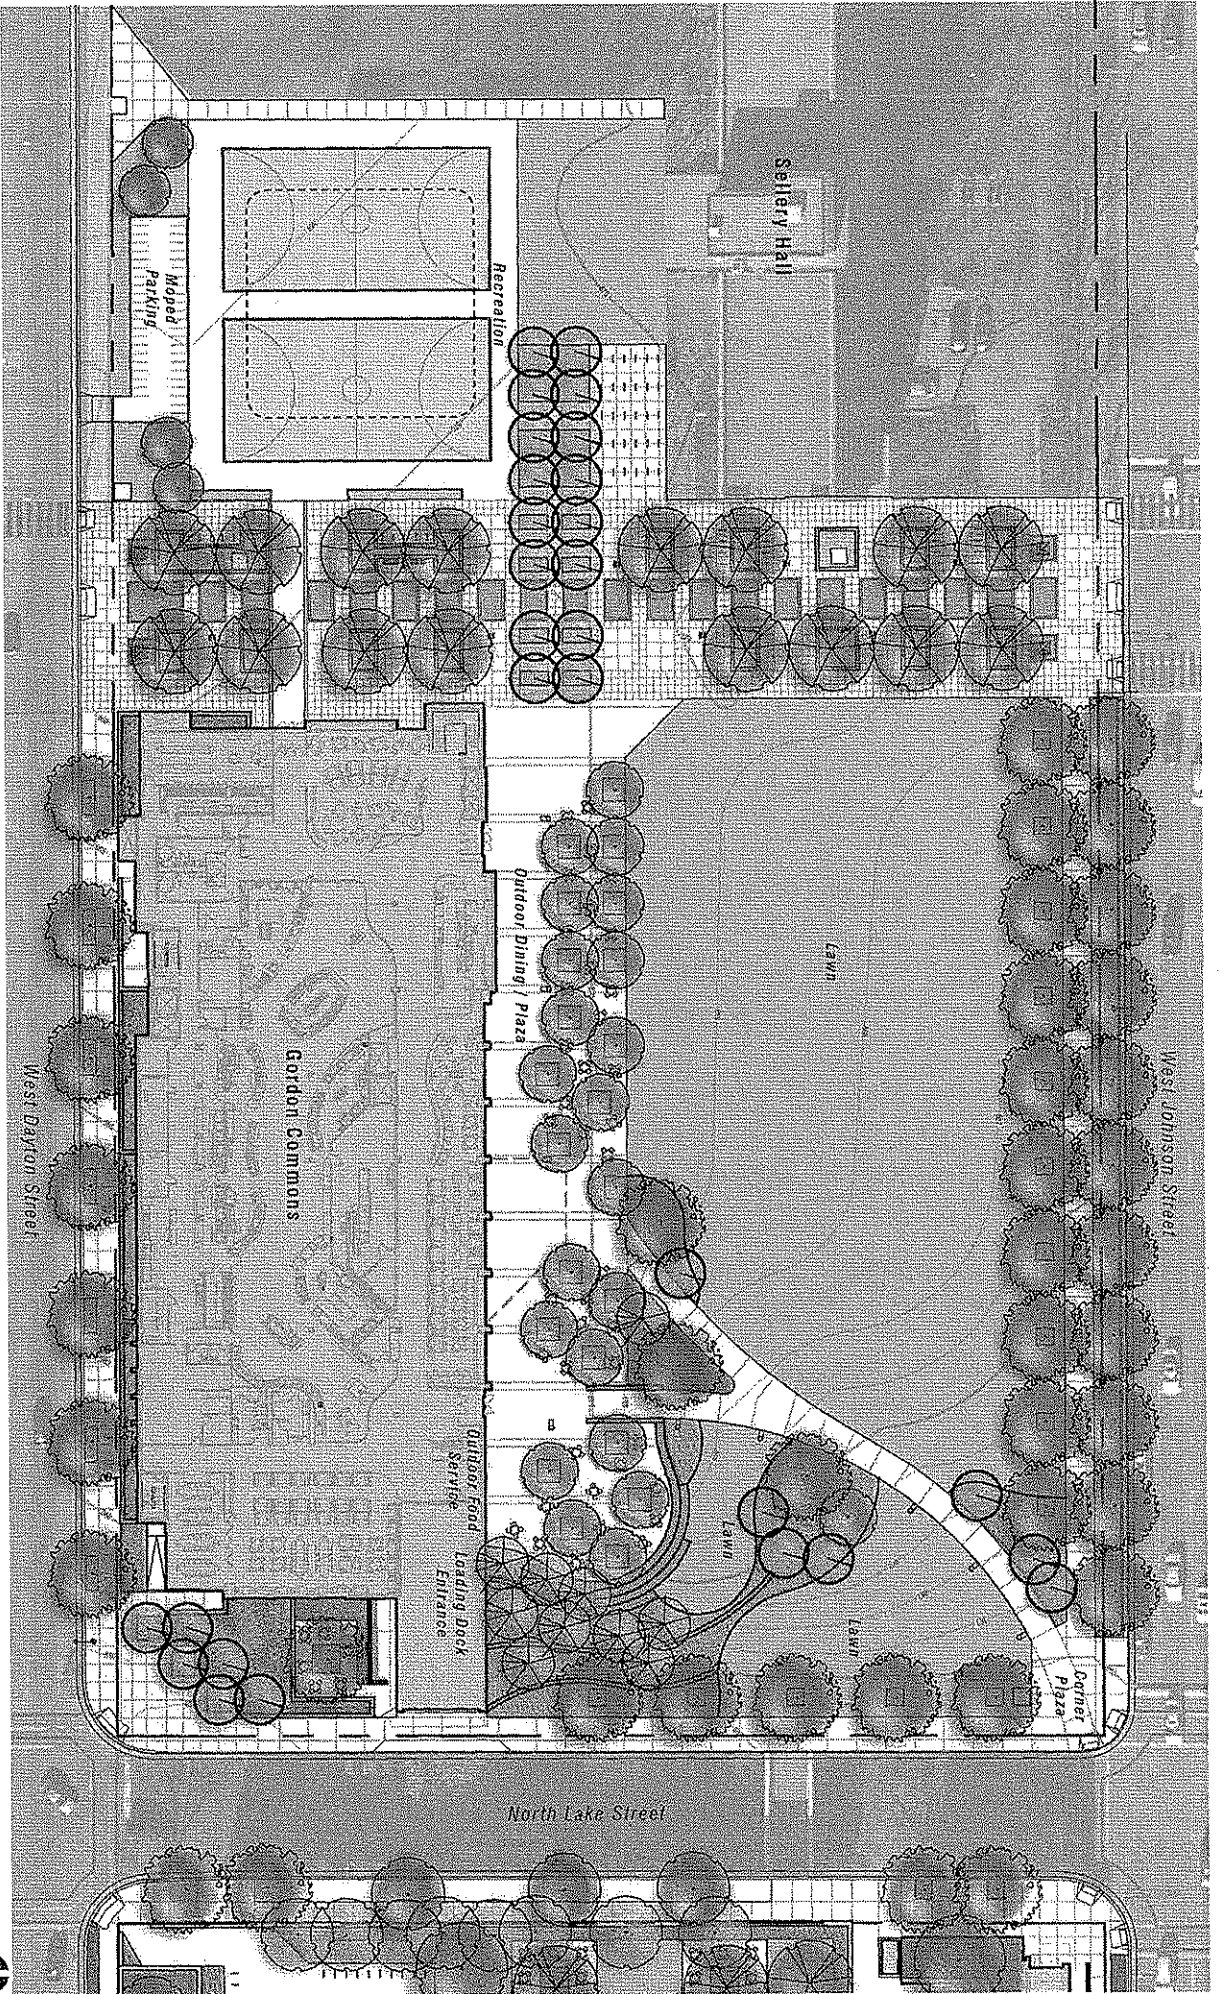 Sellery Hall
Recreation
Moped
Parking
Lawn
West Johnson Street
Outdoor Dining / Plaza
Gordon Commons
West Dayton Street
Outdoor Food
Service
Lawn
Loading Dock
Entrance
Lawn
Corner
Plaza
North Lake Street